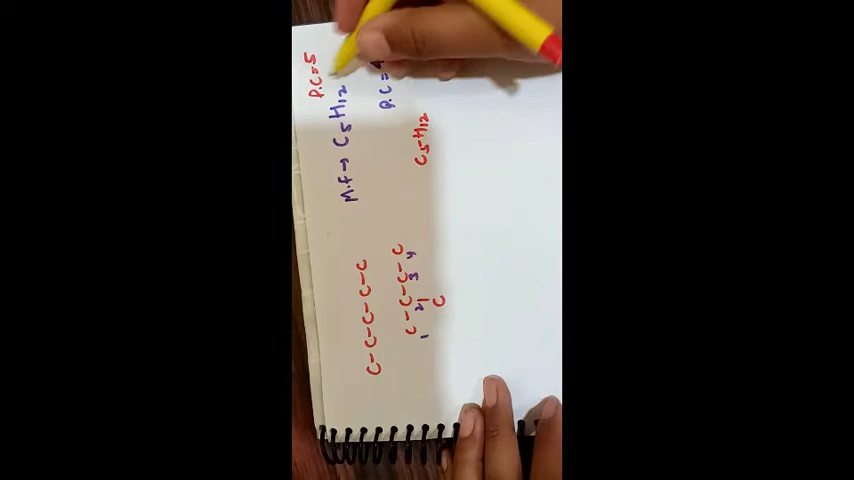 P.C=5
M.F→ C5H12
C-C-C-C-C
P.C=4
C-C-C-C
1 2 3 4
C
C5H12